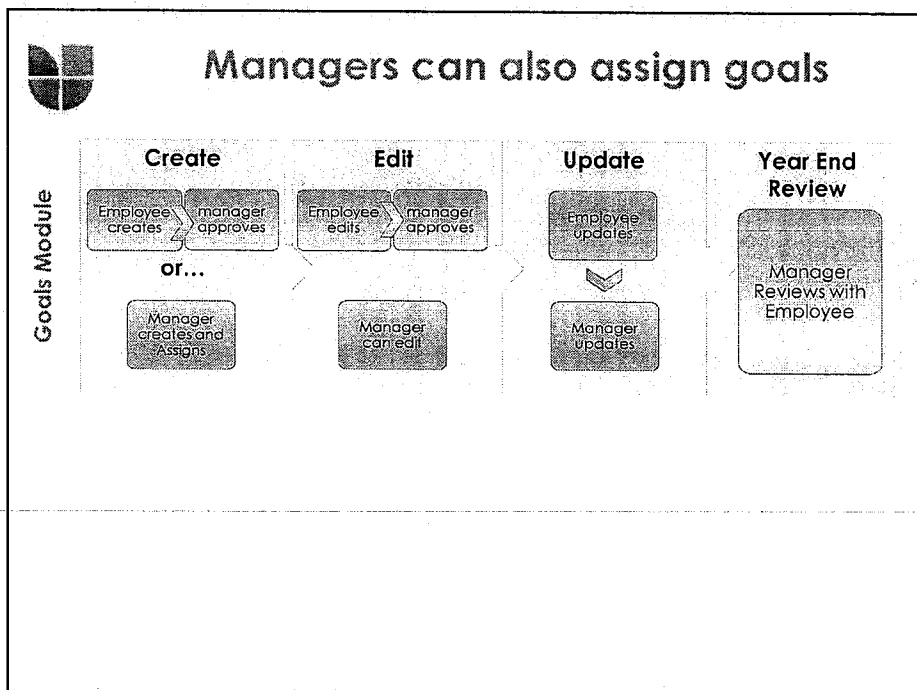 Managers can also assign goals
Goals Module
Create
Employee
creates
manager
approves
or...
Manager
creates and
Assigns
Edit
Employee
edits
manager
approves
Manager
can edit
Update
Employee
updates
Manager
updates
Year End
Review
Manager
Reviews with
Employee